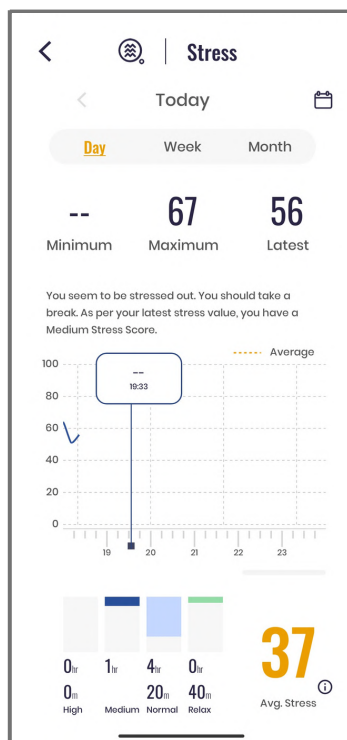 Stress
Today
Day Week Month
-- 67 56
Minimum Maximum Latest
You seem to be stressed out. You should take a
break. As per your latest stress value, you have a
Medium Stress Score.
Average
100
80
60
40
20
0
--
19:33
19 20 21 22 23
0hr 1hr 4hr 0hr
0m 20m 40m
High Medium Normal Relax
37
Avg. Stress